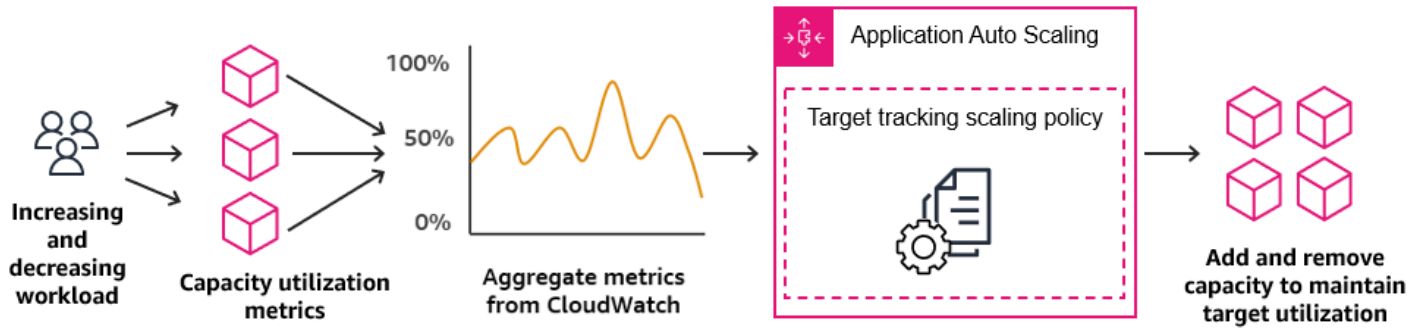 Increasing
and
decreasing
workload
Capacity utilization
metrics
100%
50%
0%
Aggregate metrics
from CloudWatch
Application Auto Scaling
Target tracking scaling policy
Add and remove
capacity to maintain
target utilization